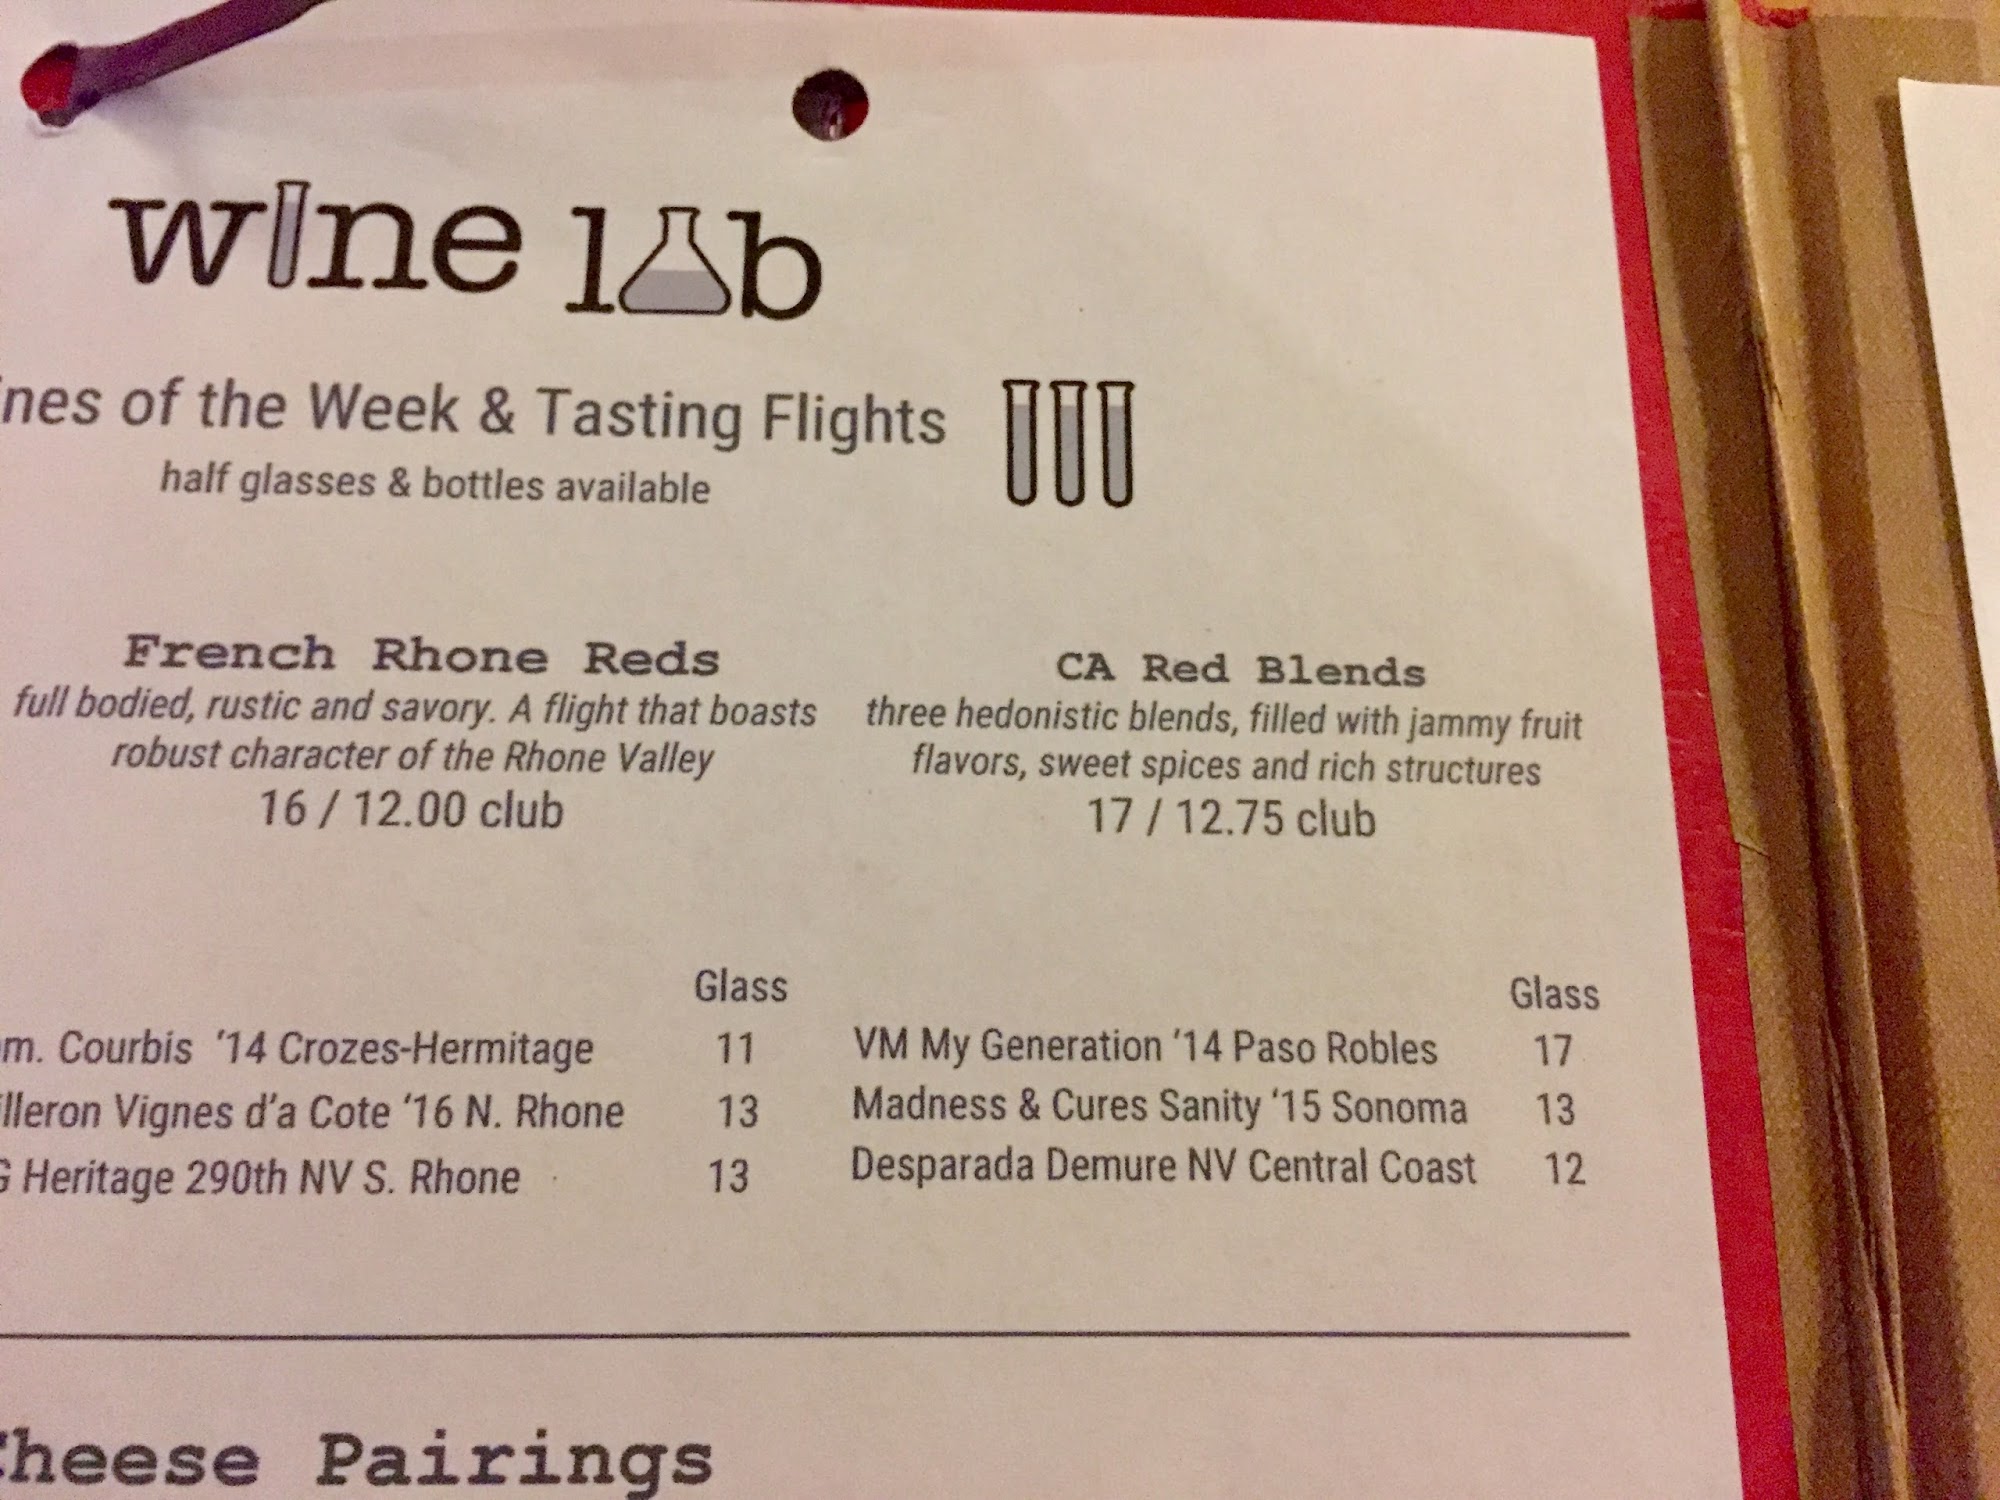 wine lab
of the Week & Tasting Flights
half glasses & bottles available
French Rhone Reds
full bodied, rustic and savory. A flight that boasts
robust character of the Rhone Valley
16 / 12.00 club
CA Red Blends
three hedonistic blends, filled with jammy fruit
flavors, sweet spices and rich structures
17 / 12.75 club
Glass
Courbis '14 Crozes-Hermitage 11
Vignes d'a Cote '16 N. Rhone 13
Heritage 290th NV S. Rhone 13
Glass
VM My Generation '14 Paso Robles 17
Madness & Cures Sanity '15 Sonoma 13
Desparada Demure NV Central Coast 12
Pairings